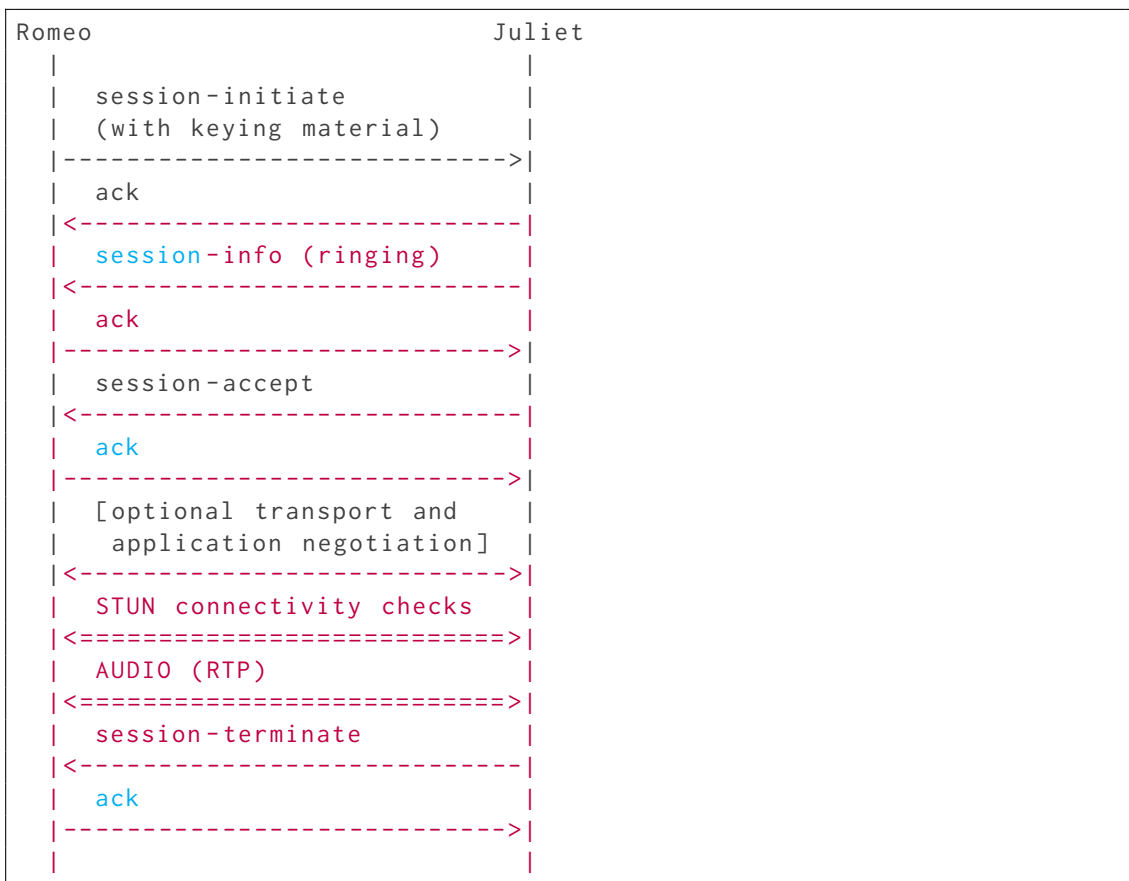 Romeo                         Juliet
  |                             |
  |  session-initiate           |
  |  (with keying material)     |
  |---------------------------->|
  |  ack                        |
  |<----------------------------|
  |  session-info (ringing)     |
  |<----------------------------|
  |  ack                        |
  |---------------------------->|
  |  session-accept             |
  |<----------------------------|
  |  ack                        |
  |---------------------------->|
  |  [optional transport and    |
  |   application negotiation]  |
  |<--------------------------->|
  |  STUN connectivity checks   |
  |<===========================>|
  |  AUDIO (RTP)                |
  |<===========================>|
  |  session-terminate          |
  |<----------------------------|
  |  ack                        |
  |---------------------------->|
  |                             |